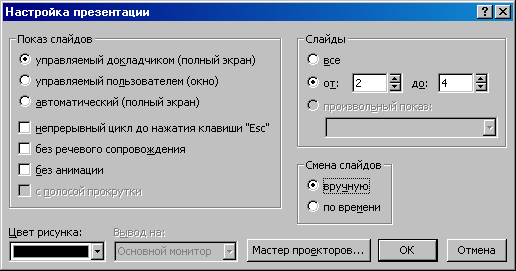 Настройка презентации
Показ слайдов
управляемый докладчиком (полный экран)
управляемый пользователем (окно)
автоматический (полный экран)
непрерывный цикл до нажатия клавиши "Esc"
без речевого сопровождения
без анимации
с полосой прокрутки
Слайды
все
от: 2 до: 4
произвольный показ:
Смена слайдов
вручную
по времени
Цвет рисунка: Вывод на:
Основной монитор Мастер проекторов... ОК Отмена